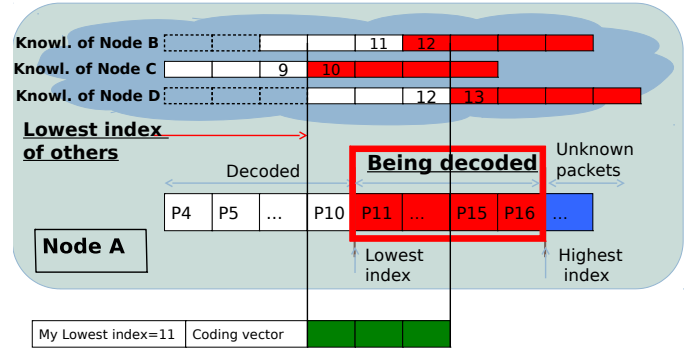 Knowl. of Node B 11 12
Knowl. of Node C 9 10
Knowl. of Node D 12 13
Lowest index
of others
Unknown
packets
Being decoded
Decoded
P4 P5 ... P10 P11 ... P15 P16 ...
Node A
Lowest
index
Highest
index
My Lowest index=11 Coding vector